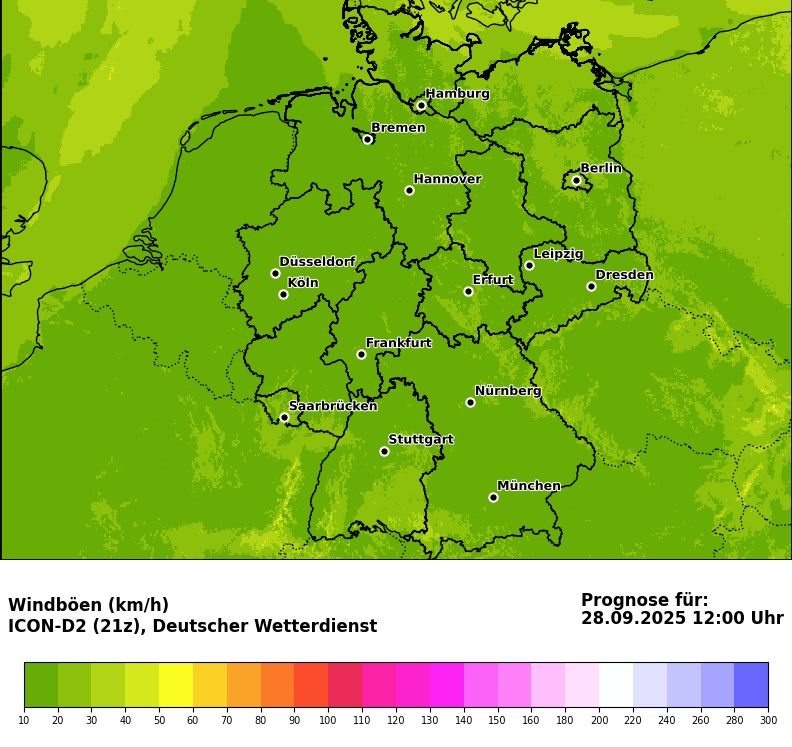 Hamburg
Bremen
Berlin
Hannover
Leipzig
Düsseldorf
Dresden
Köln
Erfurt
Frankfurt
Nürnberg
Saarbrücken
Stuttgart
München
Windböen (km/h)
ICON-D2 (21z), Deutscher Wetterdienst
Prognose für:
28.09.2025 12:00 Uhr
10 20 30 40 50 60 70 80 90 100 110 120 130 140 150 160 180 200 220 240 260 280 300